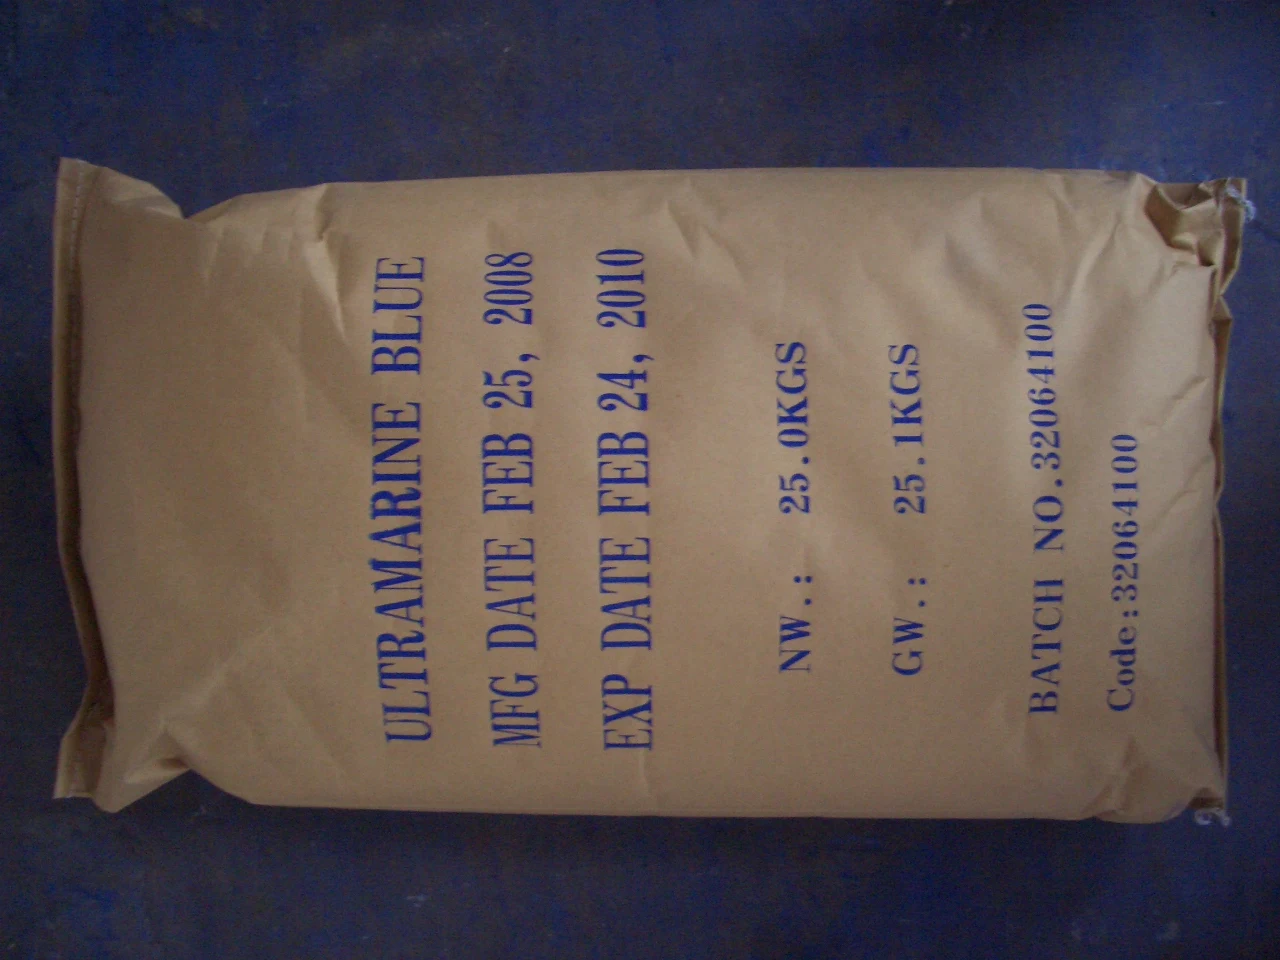 ULTRAMARINE BLUE
MFG DATE FEB 25, 2008
EXP DATE FEB 24, 2010
NW.: 25.0KGS
GW.: 25.1KGS
BATCH NO.32064100
Code:32064100